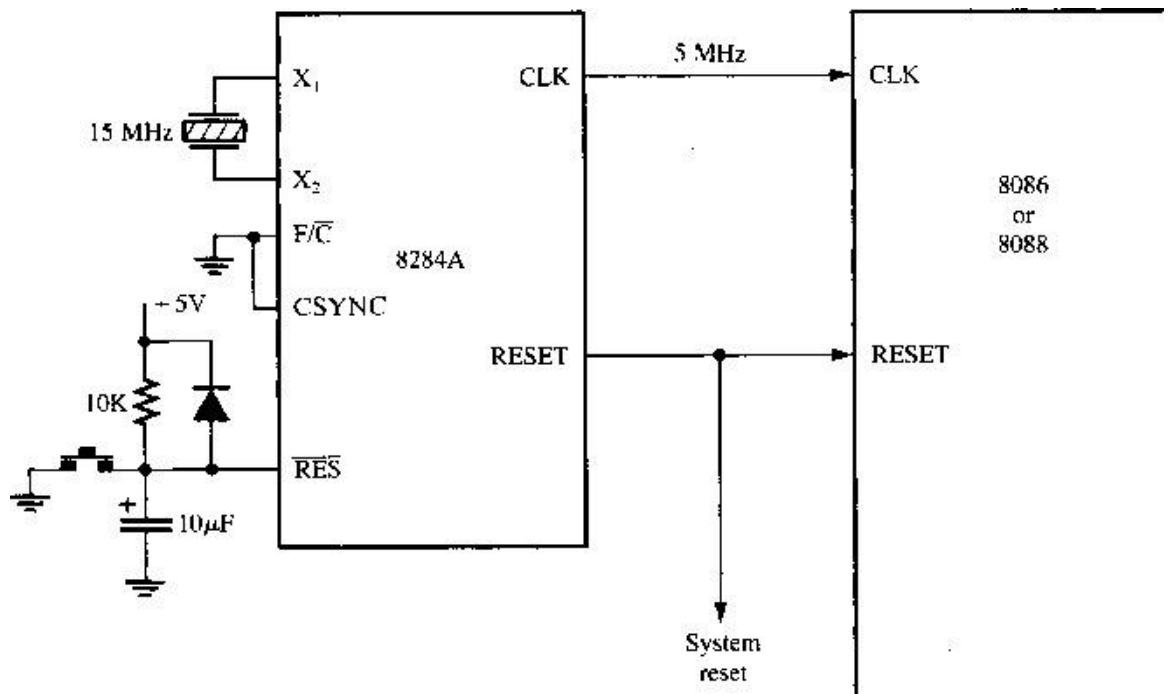 X₁
CLK
5 MHz
CLK
15 MHz
X₂
F/C̅
8284A
8086
or
8088
CSYNC
+5V
RESET
RESET
10K
R̅E̅S̅
+
10μF
System
reset